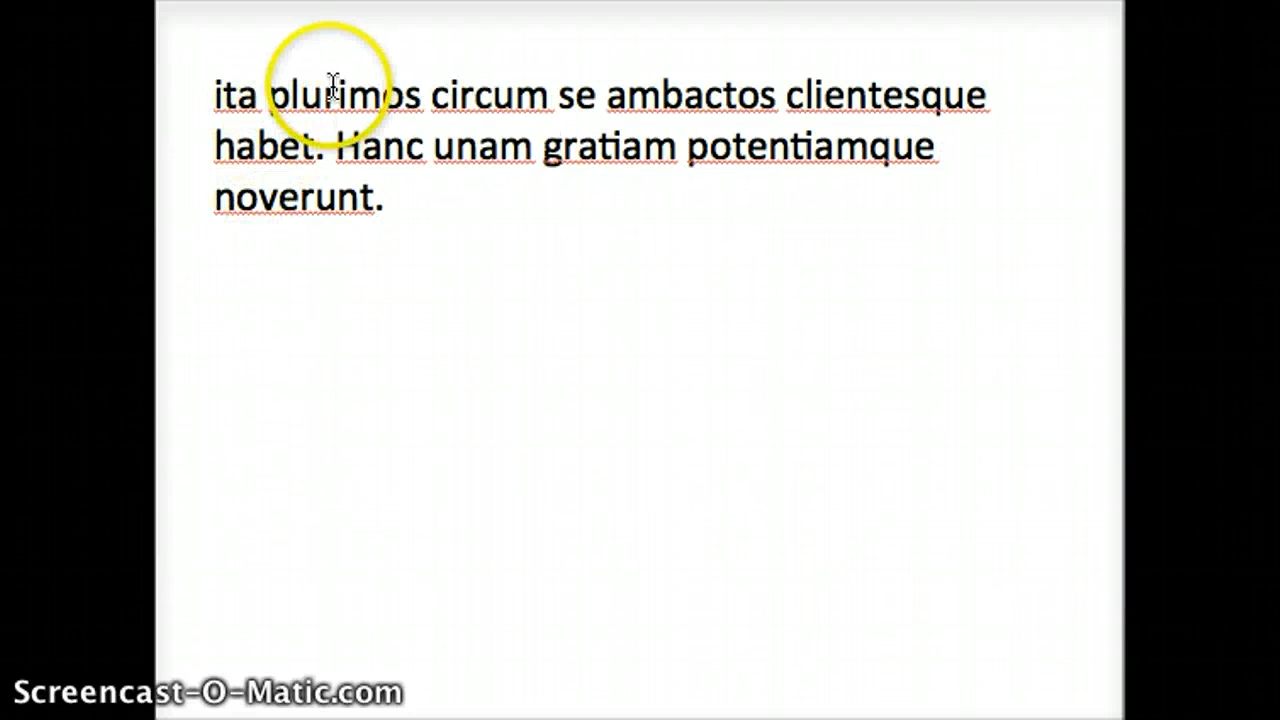 ita plurimos circum se ambactos clientesque
habet. Hanc unam gratiam potentiamque
noverunt.
Screencast-O-Matic.com